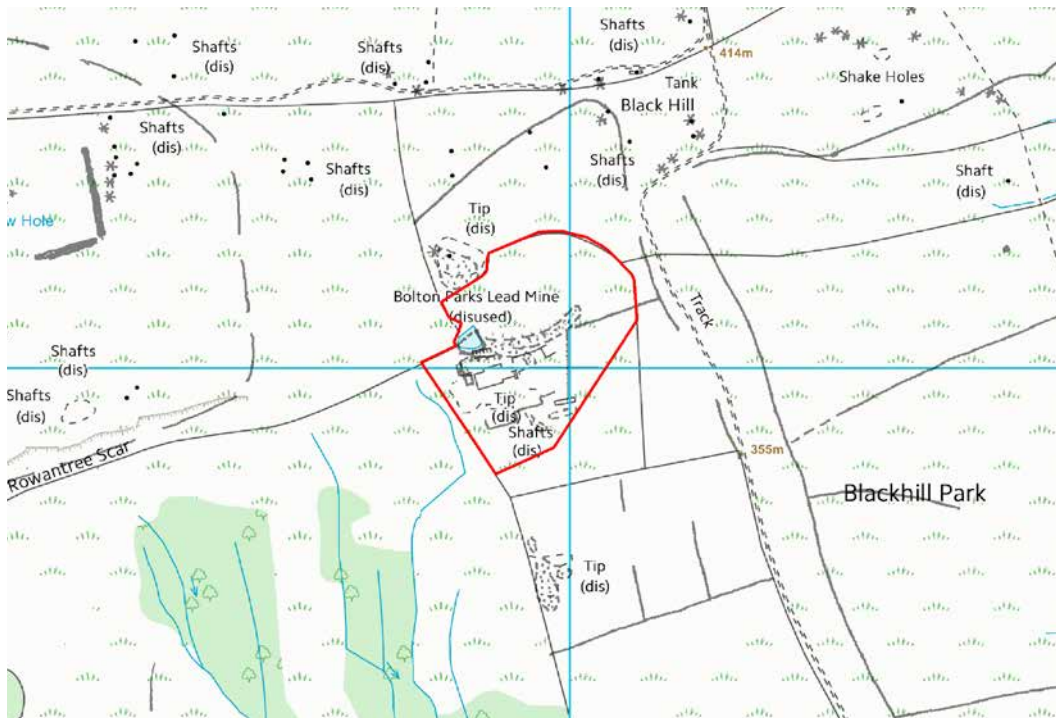 Shafts
(dis)
Shafts
(dis)
Shafts
(dis)
414m
Tank
Black Hill
Shake Holes
Shafts
(dis)
Shafts
(dis)
Shafts
(dis)
Shaft
(dis)
w Hole
Tip
(dis)
Bolton Parks Lead Mine
(disused)
Track
Shafts
(dis)
Shafts
(dis)
Tip
(dis)
Shafts
(dis)
Rowantree Scar
355m
Blackhill Park
Tip
(dis)